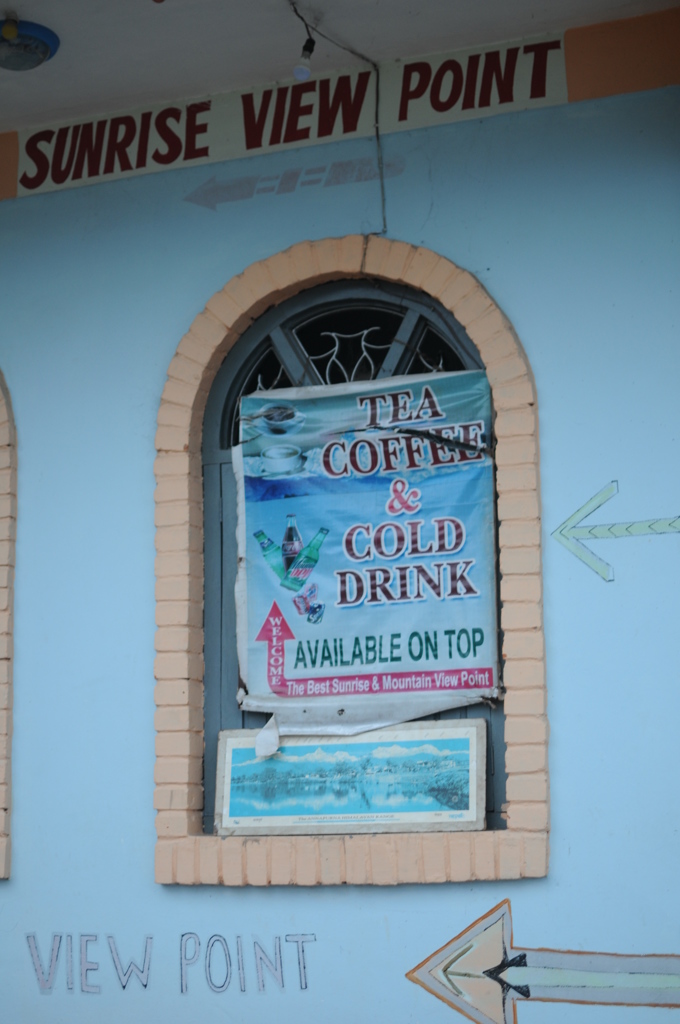 SUNRISE VIEW POINT
TEA
COFFEE
&
COLD
DRINK
WELCOME
AVAILABLE ON TOP
The Best Sunrise & Mountain View Point
VIEW POINT